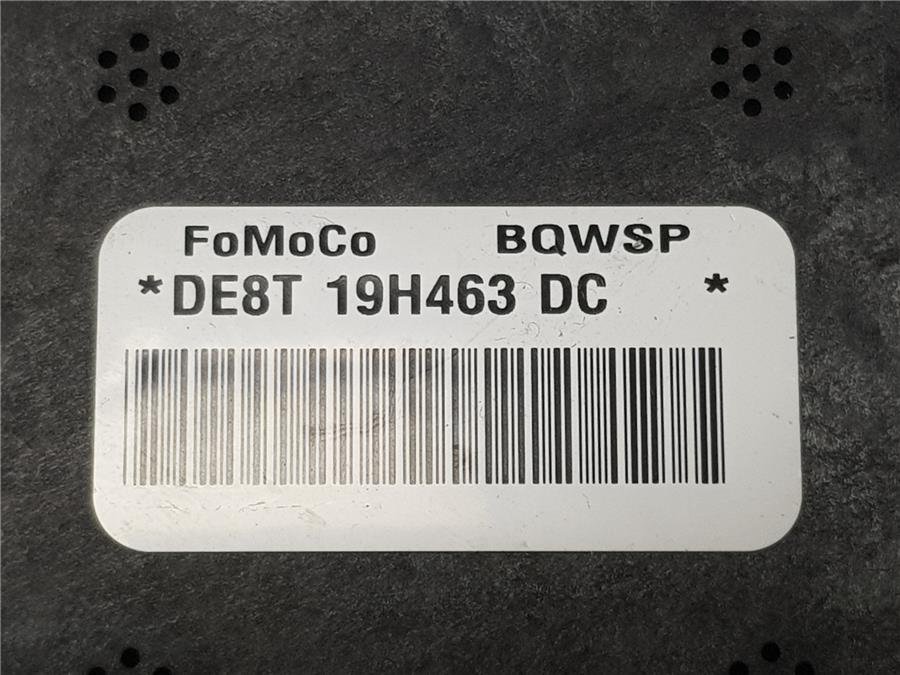 FoMoCo BQWSP
*DE8T 19H463 DC *